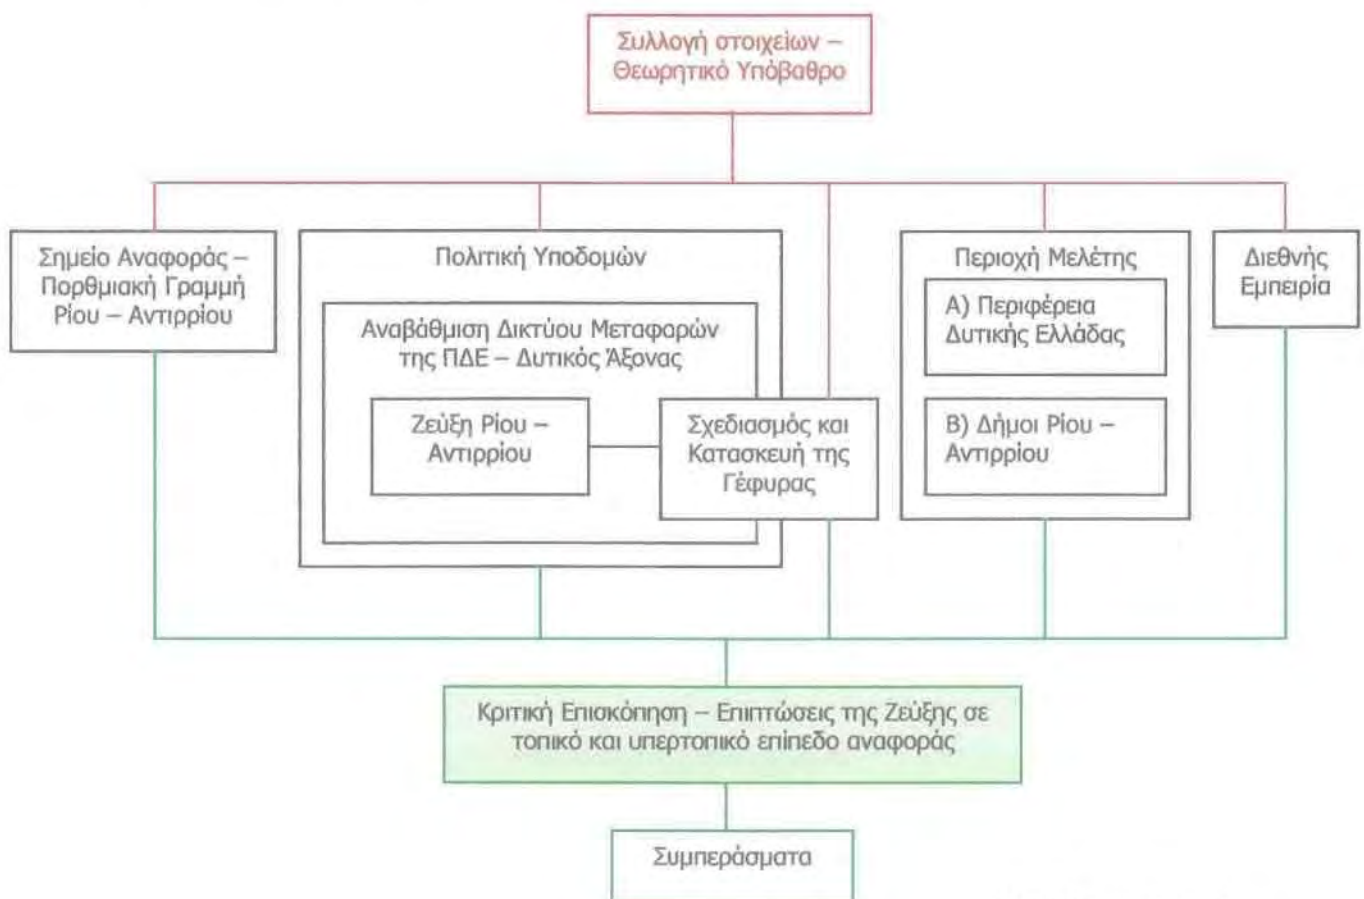 Συλλογή στοιχείων –
Θεωρητικό Υπόβαθρο
Σημείο Αναφοράς –
Πορθμιακή Γραμμή
Ρίου – Αντιρρίου
Πολιτική Υποδομών
Αναβάθμιση Δικτύου Μεταφαρών
της ΠΔΕ – Δυτικός Άξονας
Ζεύξη Ρίου –
Αντιρρίου
Σχεδιασμός και
Κατασκευή της
Γέφυρας
Περιοχή Μελέτης
Α) Περιφέρεια
Δυτικής Ελλάδας
Β) Δήμοι Ρίου –
Αντιρρίου
Διεθνής
Εμπειρία
Κριτική Επισκόπηση – Επιπτώσεις της Ζεύξης σε
τοπικό και υπερτοπικό επίπεδο αναφοράς
Συμπεράσματα